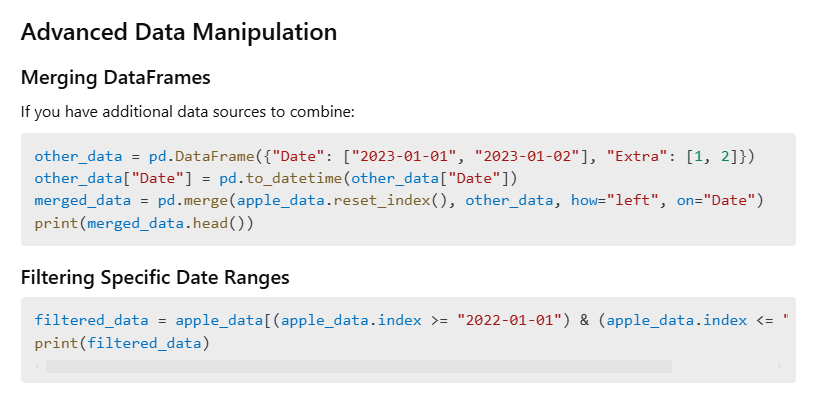 Advanced Data Manipulation
Merging DataFrames
If you have additional data sources to combine:
other_data = pd.DataFrame({"Date": ["2023-01-01", "2023-01-02"], "Extra": [1, 2]})
other_data["Date"] = pd.to_datetime(other_data["Date"])
merged_data = pd.merge(apple_data.reset_index(), other_data, how="left", on="Date")
print(merged_data.head())
Filtering Specific Date Ranges
filtered_data = apple_data[(apple_data.index >= "2022-01-01") & (apple_data.index <= "
print(filtered_data)